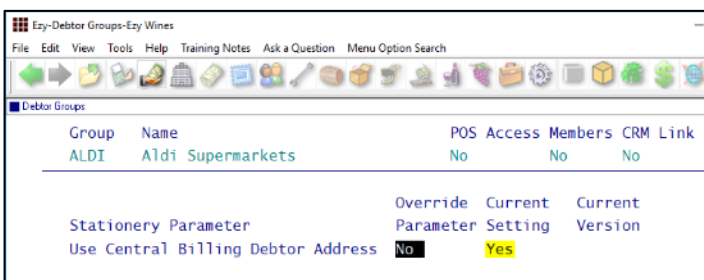 Ezy-Debtor Groups-Ezy Wines
File Edit View Tools Help Training Notes Ask a Question Menu Option Search
Debtor Groups
Group Name POS Access Members CRM Link
ALDI Aldi Supermarkets No No No
Override Current Current
Stationery Parameter Parameter Setting Version
Use Central Billing Debtor Address No Yes